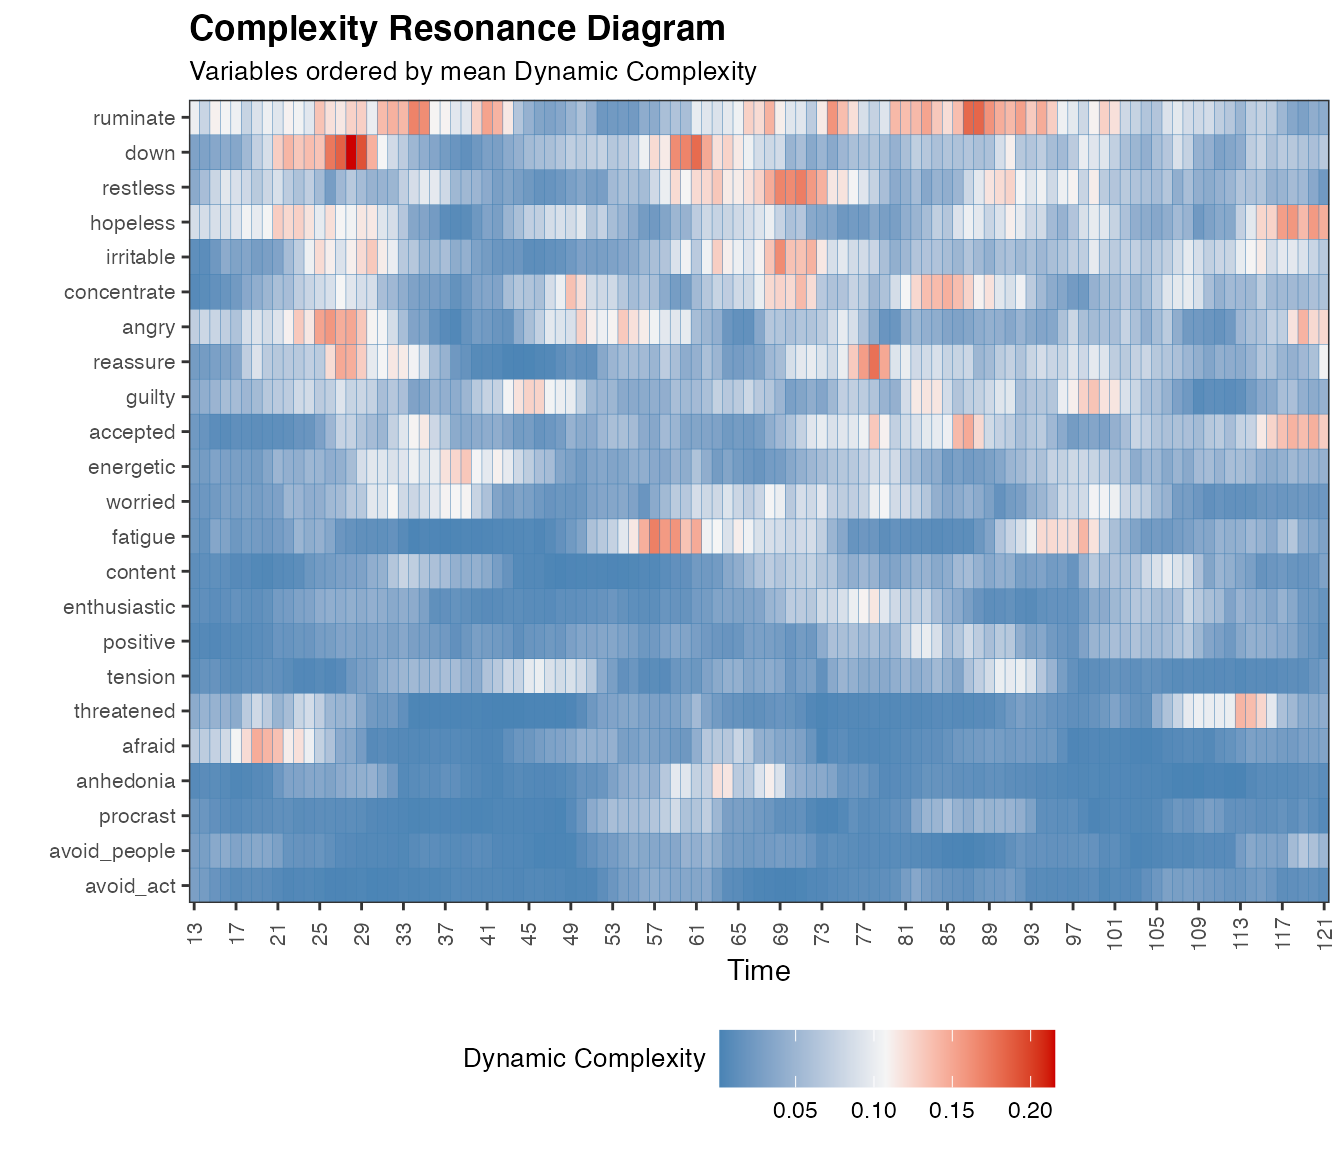 Complexity Resonance Diagram
Variables ordered by mean Dynamic Complexity
ruminate
down
restless
hopeless
irritable
concentrate
angry
reassure
guilty
accepted
energetic
worried
fatigue
content
enthusiastic
positive
tension
threatened
afraid
anhedonia
procrast
avoid_people
avoid_act
13 17 21 25 29 33 37 41 45 49 53 57 61 65 69 73 77 81 85 89 93 97 101 105 109 113 117 121
Time
Dynamic Complexity
0.05 0.10 0.15 0.20